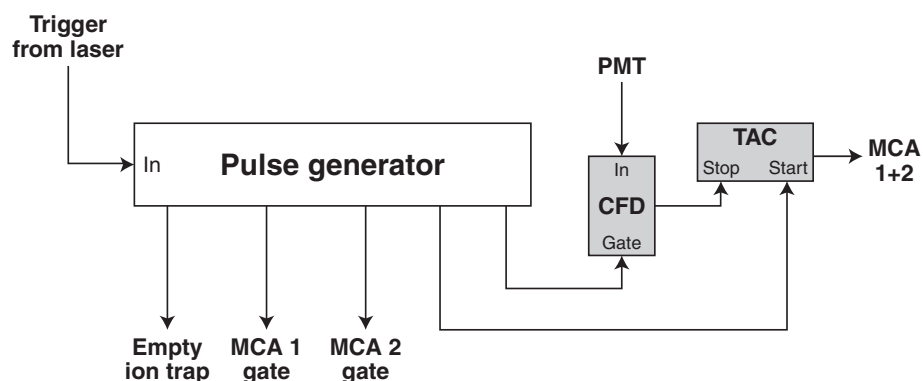 Trigger
from laser
PMT
In
Pulse generator
In
CFD
Gate
TAC
Stop
Start
MCA
1+2
Empty
ion trap
MCA 1
gate
MCA 2
gate